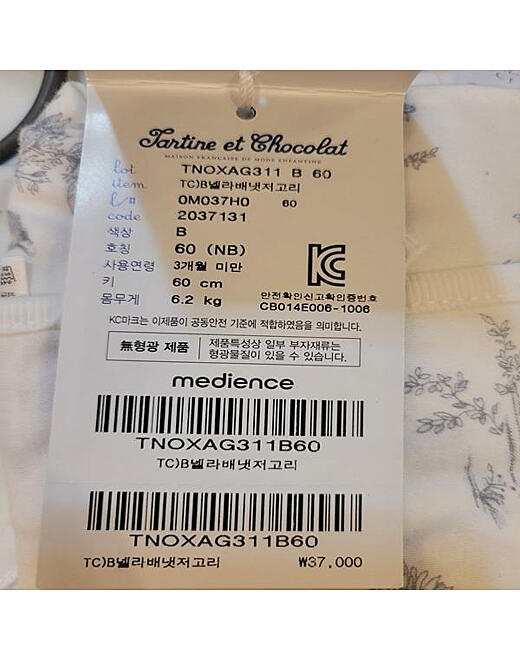 Tartine et Chocolat
MAISON FRANÇAISE DE MODE ENFANTINE
lot TNOXAG311 B 60
item TC)B넬라배냇저고리
l/# 0M037H0 60
code 2037131
색상 B
호칭 60 (NB)
사용연령 3개월 미만
키 60 cm
몸무게 6.2 kg
KC
안전확인신고확인증번호
CB014E006-1006
KC마크는 이제품이 공동안전 기준에 적합하였음을 의미합니다.
無형광 제품
제품특성상 일부 부자재류는
형광물질이 있을 수 있습니다.
medience
TNOXAG311B60
TC)B넬라배냇저고리
TNOXAG311B60
TC)B넬라배냇저고리 ₩37,000